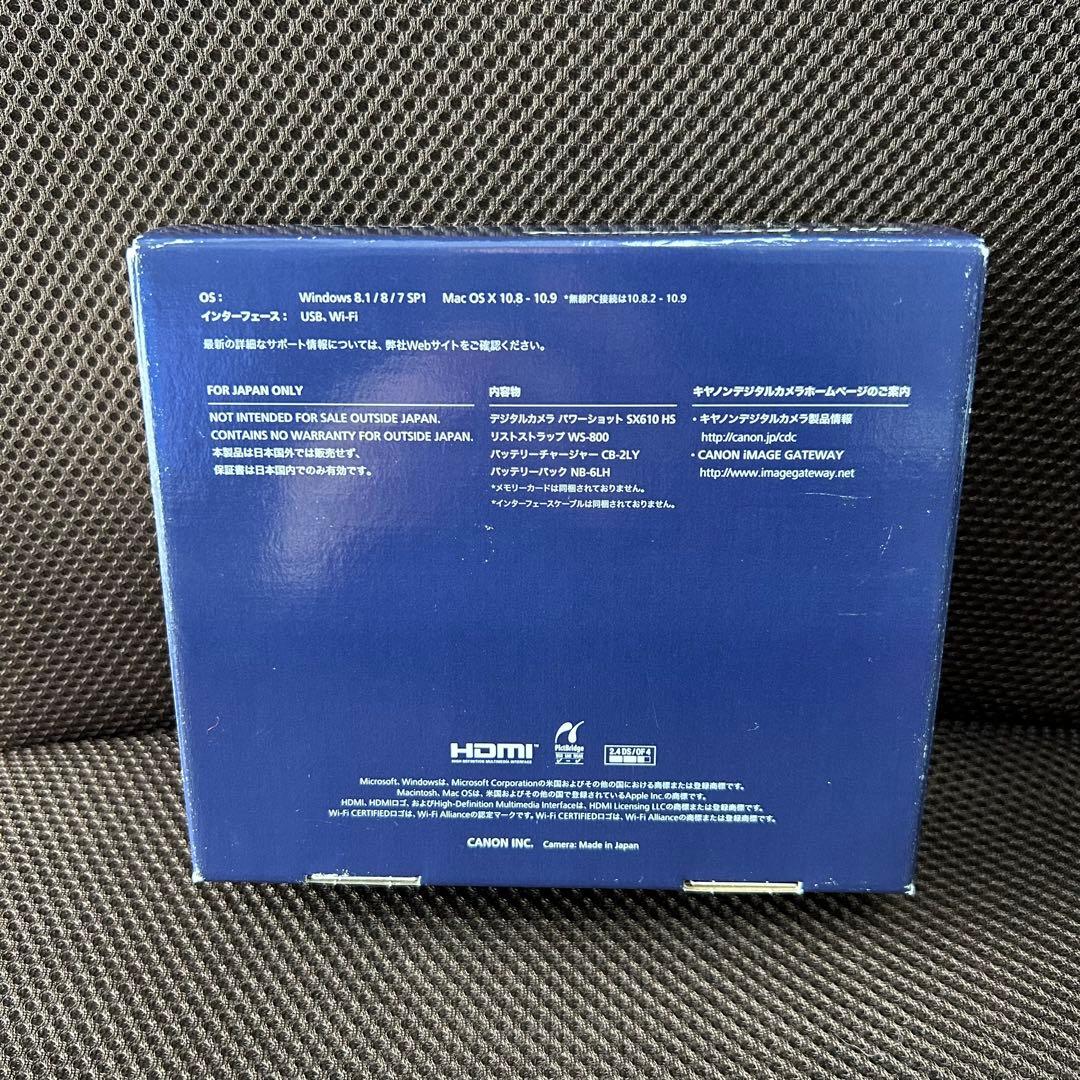 OS： Windows 8.1 / 8 / 7 SP1 Mac OS X 10.8 - 10.9 *無線PC接続は10.8.2 - 10.9
インターフェース： USB、Wi-Fi
最新の詳細なサポート情報については、弊社Webサイトをご確認ください。
FOR JAPAN ONLY
NOT INTENDED FOR SALE OUTSIDE JAPAN.
CONTAINS NO WARRANTY FOR OUTSIDE JAPAN.
本製品は日本国外では販売せず、
保証書は日本国内でのみ有効です。
内容物
デジタルカメラ パワーショット SX610 HS
リストストラップ WS-800
バッテリーチャージャー CB-2LY
バッテリーパック NB-6LH
*メモリーカードは同梱されておりません。
*インターフェースケーブルは同梱されておりません。
キヤノンデジタルカメラホームページのご案内
・キヤノンデジタルカメラ製品情報
http://canon.jp/cdc
・CANON iMAGE GATEWAY
http://www.imagegateway.net
HDMI™
HIGH-DEFINITION MULTIMEDIA INTERFACE
PictBridge
2.4 DS/OF 4
Microsoft、Windowsは、Microsoft Corporationの米国およびその他の国における商標または登録商標です。
Macintosh、Mac OSは、米国およびその他の国で登録されているApple Inc.の商標です。
HDMI、HDMIロゴ、およびHigh-Definition Multimedia Interfaceは、HDMI Licensing LLCの商標または登録商標です。
Wi-Fi CERTIFIEDロゴは、Wi-Fi Allianceの認定マークです。Wi-Fi CERTIFIEDロゴは、Wi-Fi Allianceの商標または登録商標です。
CANON INC. Camera: Made in Japan